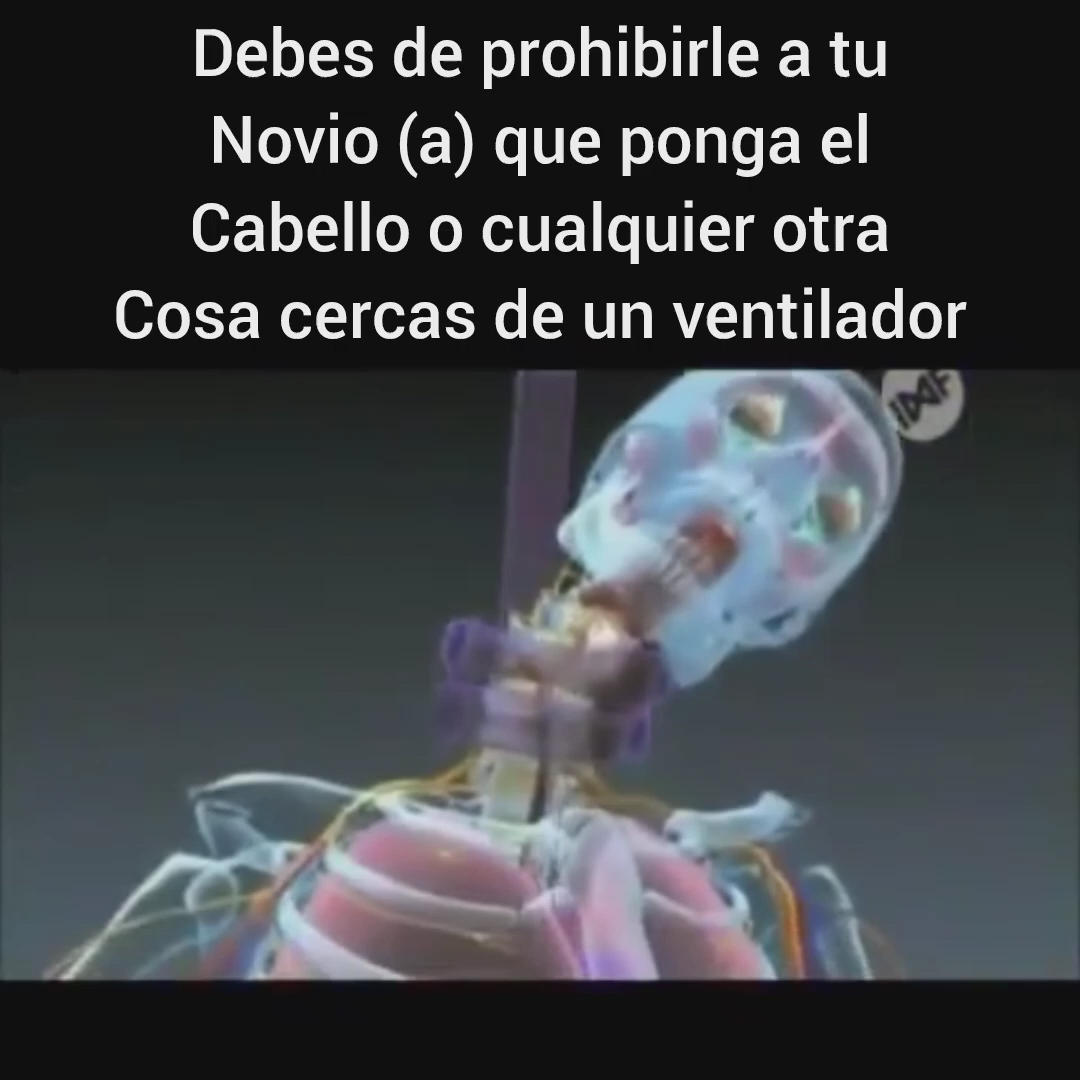 Debes de prohibirle a tu
Novio (a) que ponga el
Cabello o cualquier otra
Cosa cercas de un ventilador